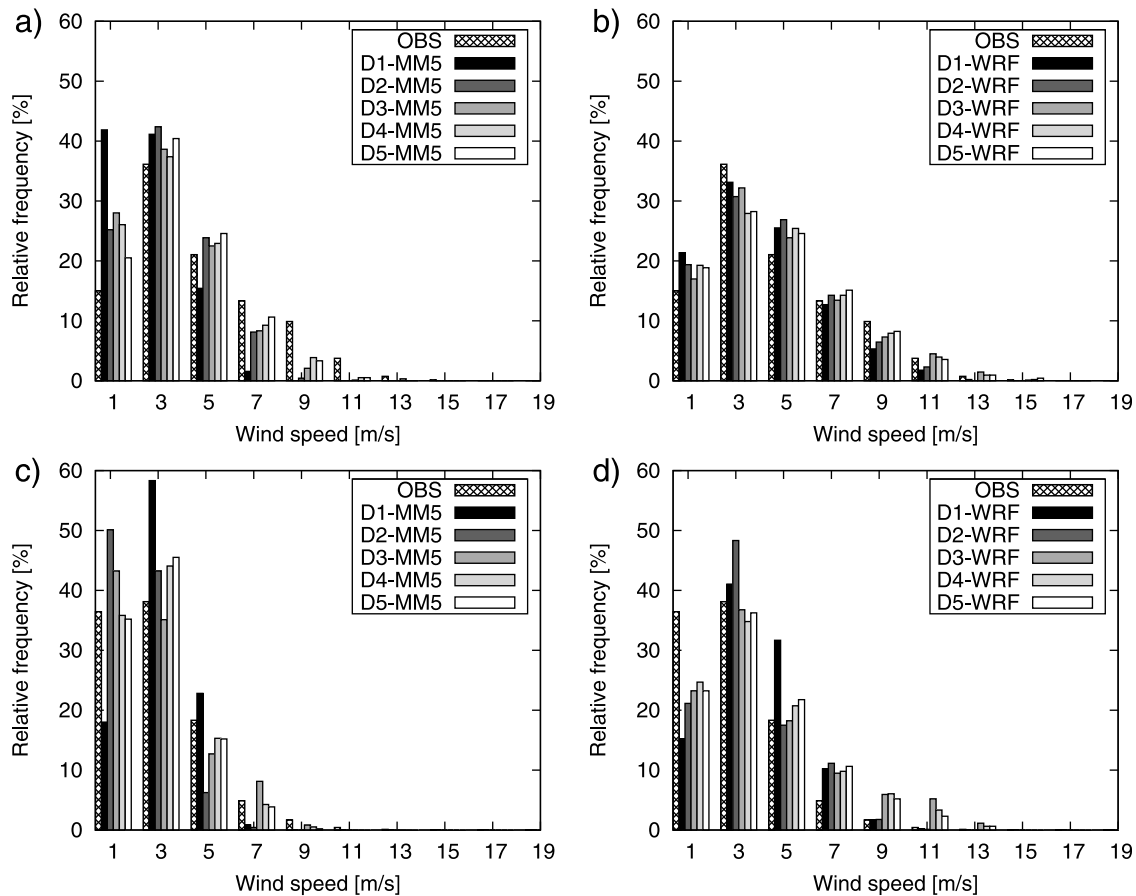 a)
Relative frequency [%]
60
50
40
30
20
10
0
OBS
D1-MM5
D2-MM5
D3-MM5
D4-MM5
D5-MM5
1 3 5 7 9 11 13 15 17 19
Wind speed [m/s]
b)
Relative frequency [%]
60
50
40
30
20
10
0
OBS
D1-WRF
D2-WRF
D3-WRF
D4-WRF
D5-WRF
1 3 5 7 9 11 13 15 17 19
Wind speed [m/s]
c)
Relative frequency [%]
60
50
40
30
20
10
0
OBS
D1-MM5
D2-MM5
D3-MM5
D4-MM5
D5-MM5
1 3 5 7 9 11 13 15 17 19
Wind speed [m/s]
d)
Relative frequency [%]
60
50
40
30
20
10
0
OBS
D1-WRF
D2-WRF
D3-WRF
D4-WRF
D5-WRF
1 3 5 7 9 11 13 15 17 19
Wind speed [m/s]